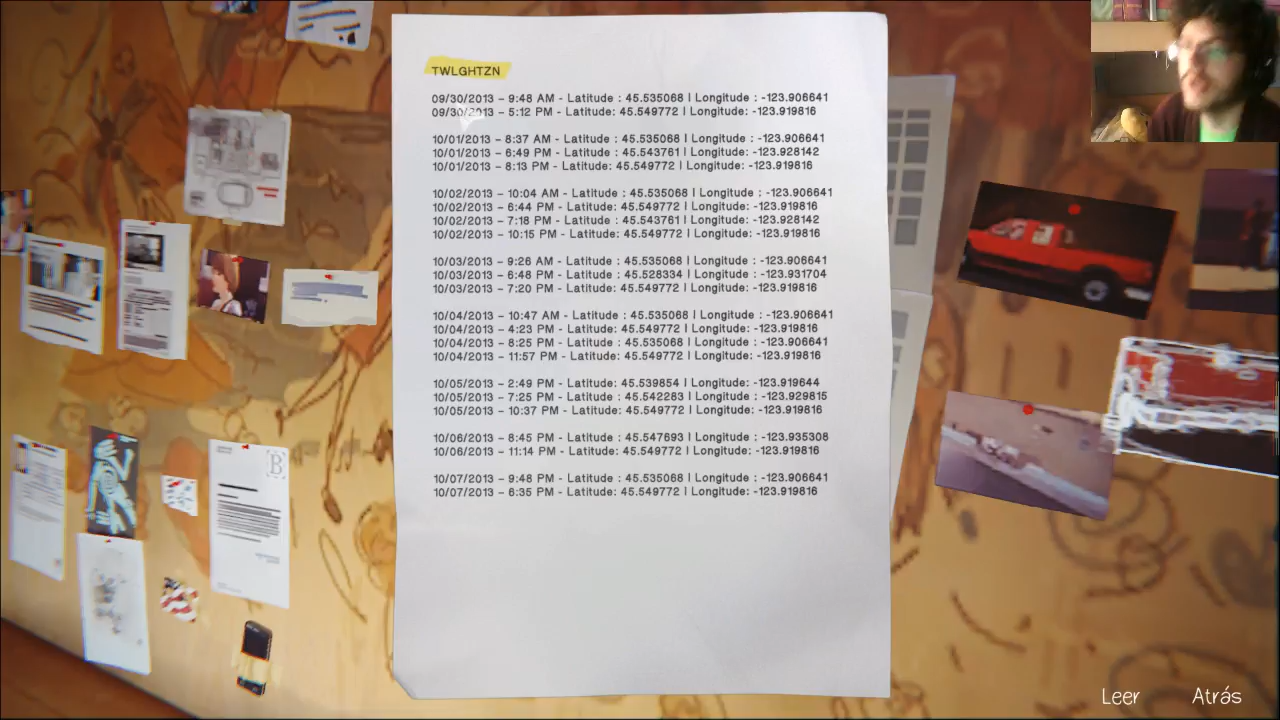 TWLGHTZN
09/30/2013 - 9:48 AM - Latitude : 45.535068 | Longitude : -123.906641
09/30/2013 - 5:12 PM - Latitude: 45.549772 | Longitude: -123.919816
10/01/2013 - 8:37 AM - Latitude : 45.535068 | Longitude : -123.906641
10/01/2013 - 6:49 PM - Latitude : 45.543761 | Longitude : -123.928142
10/01/2013 - 8:13 PM - Latitude: 45.549772 | Longitude: -123.919816
10/02/2013 - 10:04 AM - Latitude : 45.535068 | Longitude : -123.906641
10/02/2013 - 6:44 PM - Latitude : 45.549772 | Longitude : -123.919816
10/02/2013 - 7:18 PM - Latitude : 45.543761 | Longitude : -123.928142
10/02/2013 - 10:15 PM - Latitude: 45.549772 | Longitude: -123.919816
10/03/2013 - 9:26 AM - Latitude : 45.535068 | Longitude : -123.906641
10/03/2013 - 6:48 PM - Latitude : 45.528334 | Longitude : -123.931704
10/03/2013 - 7:20 PM - Latitude: 45.549772 | Longitude: -123.919816
10/04/2013 - 10:47 AM - Latitude : 45.535068 | Longitude : -123.906641
10/04/2013 - 4:23 PM - Latitude : 45.549772 | Longitude : -123.919816
10/04/2013 - 8:25 PM - Latitude : 45.535068 | Longitude : -123.906641
10/04/2013 - 11:57 PM - Latitude: 45.549772 | Longitude: -123.919816
10/05/2013 - 2:49 PM - Latitude: 45.539854 | Longitude: -123.919644
10/05/2013 - 7:25 PM - Latitude : 45.542283 | Longitude : -123.929815
10/05/2013 - 10:37 PM - Latitude: 45.549772 | Longitude: -123.919816
10/06/2013 - 8:45 PM - Latitude : 45.547693 | Longitude : -123.935308
10/06/2013 - 11:14 PM - Latitude: 45.549772 | Longitude: -123.919816
10/07/2013 - 9:48 PM - Latitude : 45.535068 | Longitude : -123.906641
10/07/2013 - 6:35 PM - Latitude: 45.549772 | Longitude: -123.919816
B
Leer
Atrás